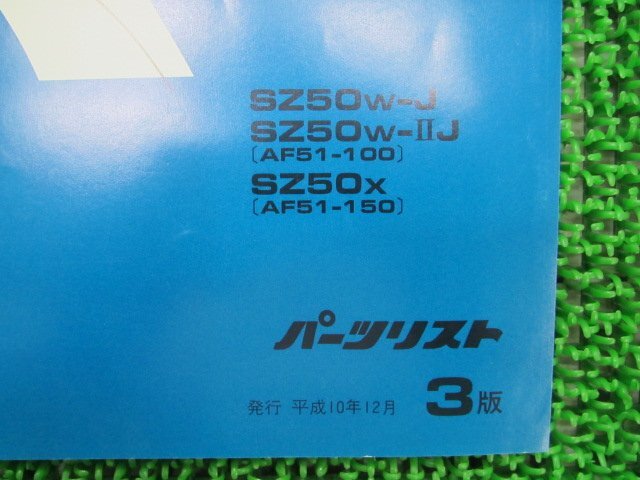 SZ50W-J
SZ50W-ⅡJ
〔AF51-100〕
SZ50X
〔AF51-150〕
パーツリスト
発行 平成10年12月 3版